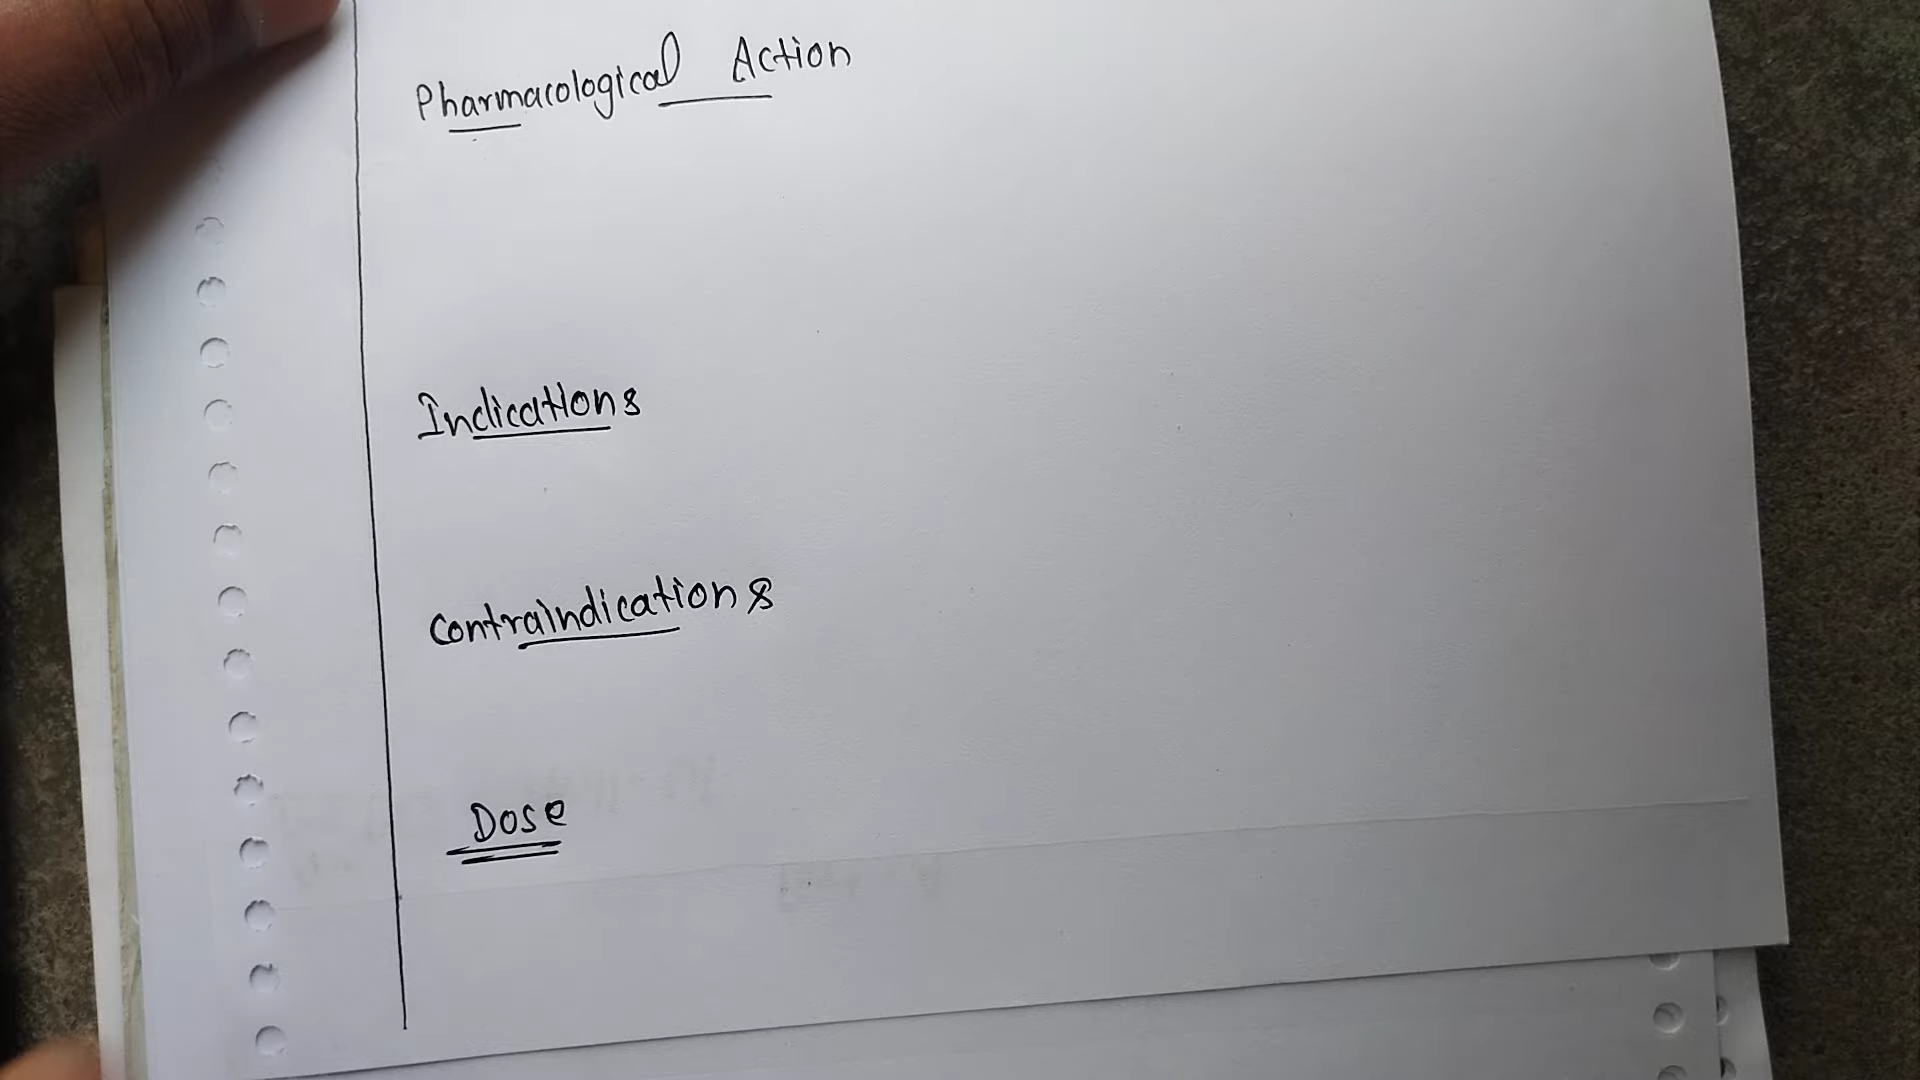 Pharmacological Action
Indications
Contraindications
Dose